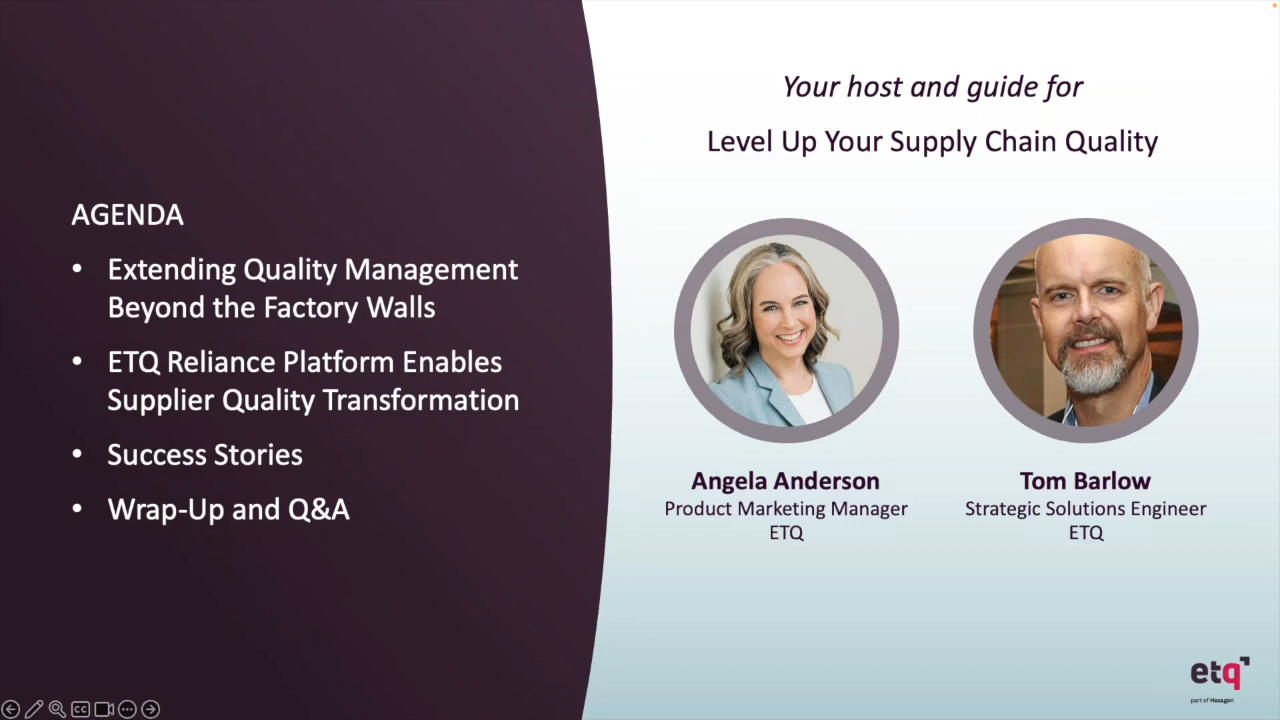 AGENDA
• Extending Quality Management
Beyond the Factory Walls
• ETQ Reliance Platform Enables
Supplier Quality Transformation
• Success Stories
• Wrap-Up and Q&A
Your host and guide for
Level Up Your Supply Chain Quality
Angela Anderson
Product Marketing Manager
ETQ
Tom Barlow
Strategic Solutions Engineer
ETQ
etq
part of Hexagon
CC